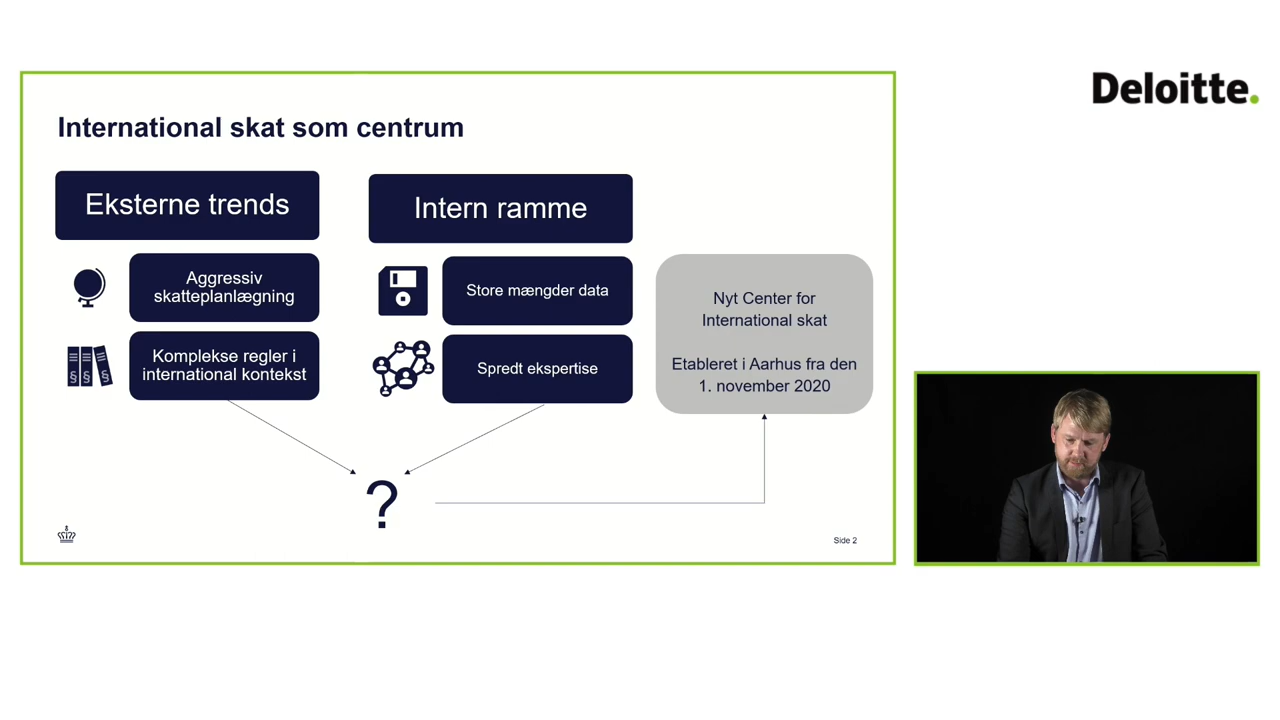 Deloitte.
International skat som centrum
Eksterne trends
Aggressiv
skatteplanlægning
Komplekse regler i
international kontekst
Intern ramme
Store mængder data
Spredt ekspertise
Nyt Center for
International skat
Etableret i Aarhus fra den
1. november 2020
§ § §
?
Side 2